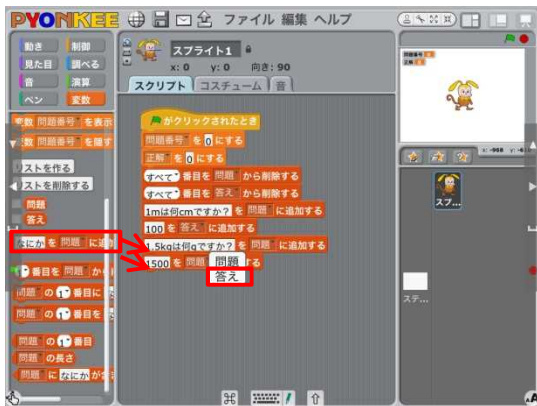 PYONKEE ファイル 編集 ヘルプ
動き 制御
見た目 調べる
音 演算
ペン 変数
スプライト1
x: 0 y: 0 向き: 90
スクリプト コスチューム 音
変数 問題番号 を表示
変数 問題番号 を隠す
リストを作る
リストを削除する
問題
答え
なにか を 問題 に追加
1 番目を 問題 から
問題 の 1 番目に
問題 の 1 番目を
問題 の 1 番目
問題 の長さ
問題 に なにか が含
がクリックされたとき
問題番号 を 0 にする
正解 を 0 にする
すべて 番目を 問題 から削除する
すべて 番目を 答え から削除する
1mは何cmですか? を 問題 に追加する
100 を 答え に追加する
1.5kgは何gですか? を 問題 に追加する
1500 を 問題 する
問題
答え
問題番号 0
正解 0
スプ...
ステ...